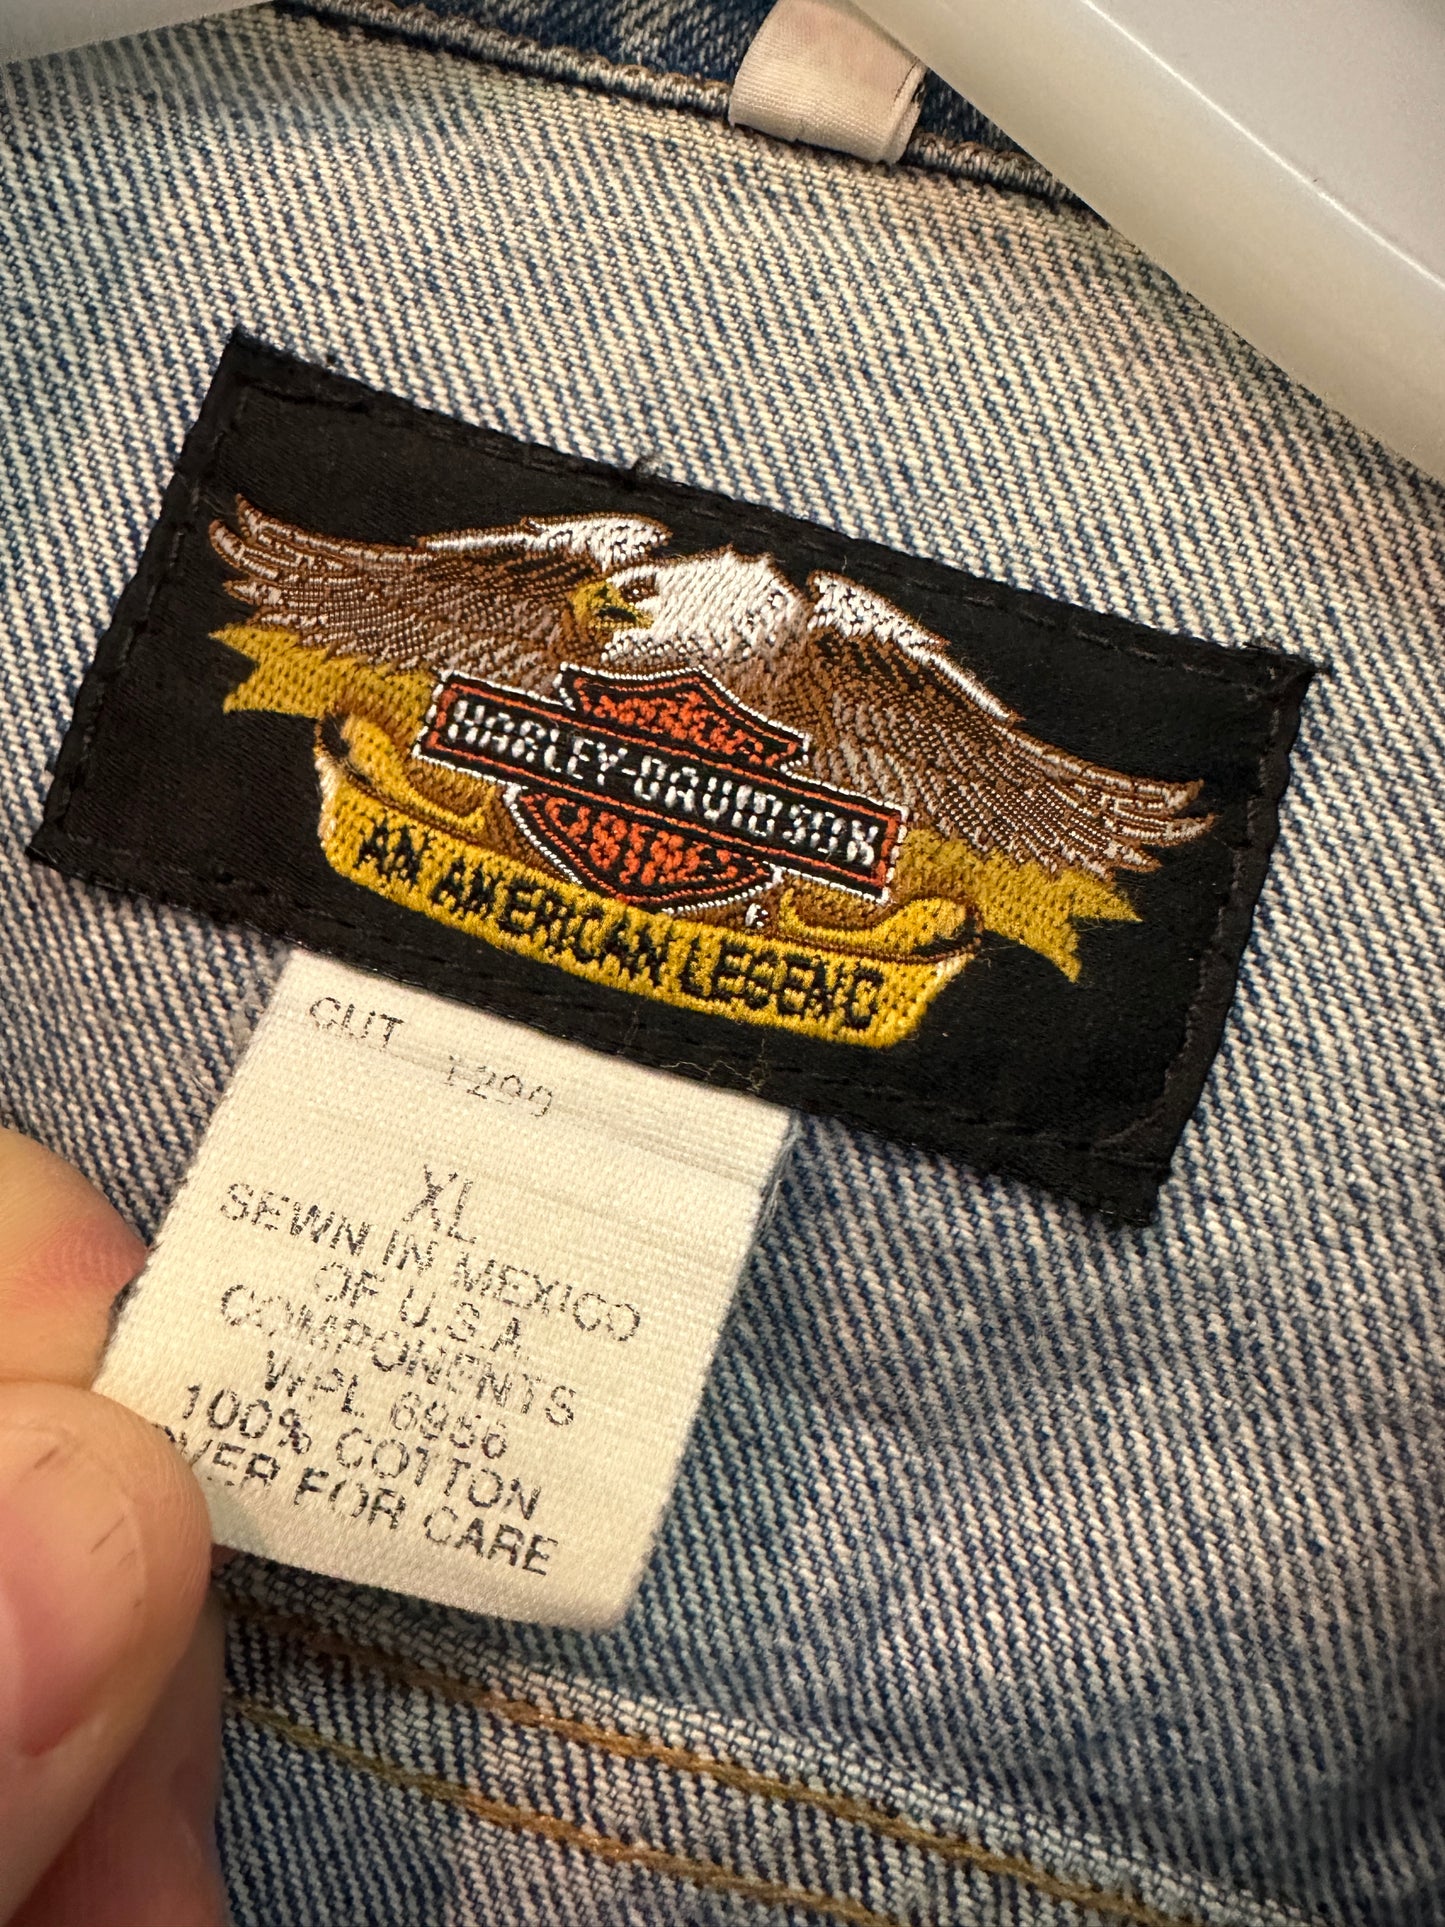 HARLEY-DAVIDSON
AN AMERICAN LEGEND
®
CUT 1299
XL
SEWN IN MEXICO
OF U.S.A.
COMPONENTS
WPL 6956
100% COTTON
OVER FOR CARE